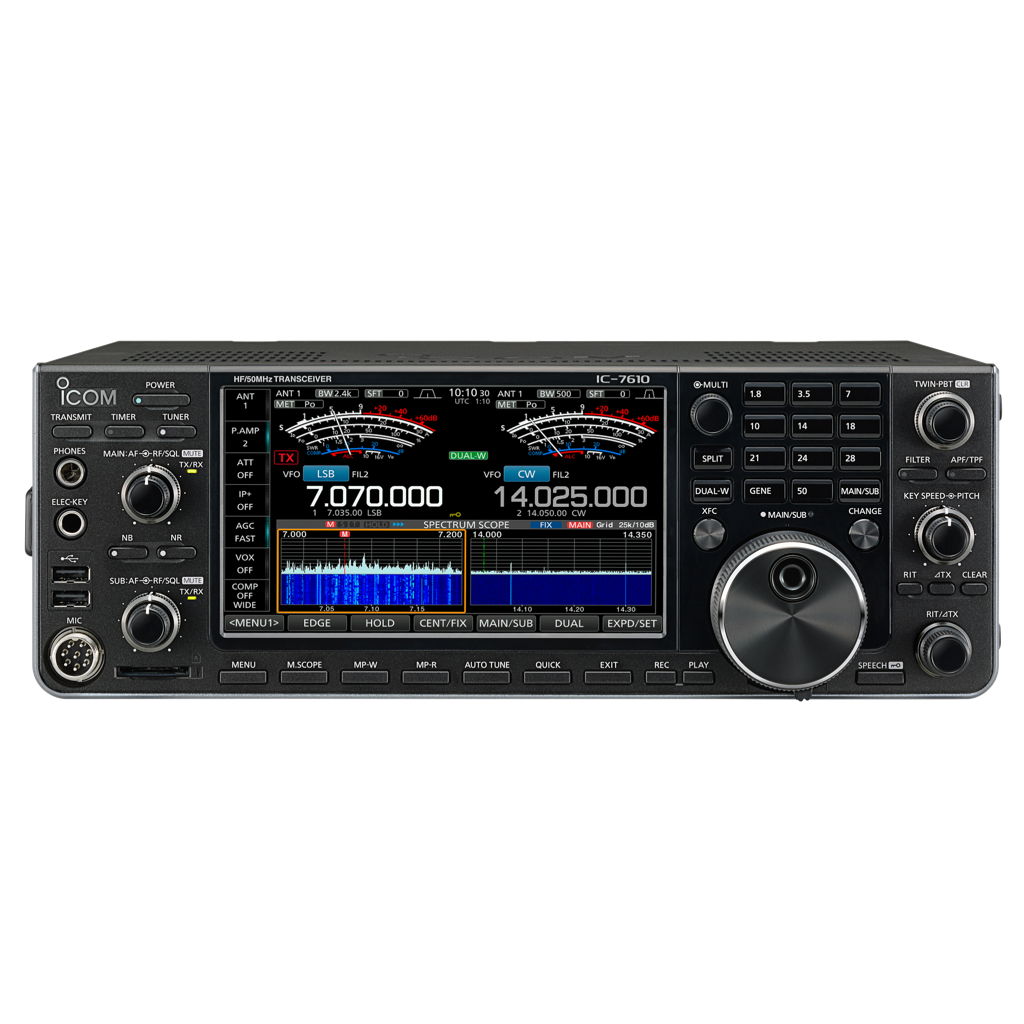 ICOM
POWER
TRANSMIT TIMER TUNER
PHONES
MAIN:AF RF/SQL MUTE
TX/RX
ELEC-KEY
NB NR
SUB:AF RF/SQL MUTE
TX/RX
MIC
HF/50MHz TRANSCEIVER IC-7610
ANT
1
P.AMP
2
ATT
OFF
IP+
OFF
AGC
FAST
VOX
OFF
COMP
OFF
WIDE
ANT 1 BW 2.4k SFT 0
10:10 30
UTC 1:10
ANT 1 BW 500 SFT 0
MET Po
MET Po
TX
DUAL-W
VFO LSB FIL2
VFO CW FIL2
7.070.000
14.025.000
1 7.035.00 LSB
2 14.050.00 CW
M SIT HOLD SPECTRUM SCOPE FIX MAIN Grid 25k/10dB
7.000 M 7.200 14.000 14.350
7.05 7.10 7.15 14.10 14.20 14.30
<MENU1> EDGE HOLD CENT/FIX MAIN/SUB DUAL EXPD/SET
MENU M.SCOPE MP-W MP-R AUTO TUNE QUICK EXIT REC PLAY
MULTI
1.8 3.5 7
10 14 18
SPLIT 21 24 28
DUAL-W GENE 50 MAIN/SUB
XFC MAIN/SUB CHANGE
SPEECH
TWIN-PBT CLR
FILTER APF/TPF
KEY SPEED PITCH
RIT ⊿TX CLEAR
RIT/⊿TX